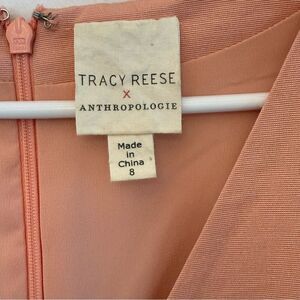 TRACY REESE
X
ANTHROPOLOGIE
Made
in
China
8